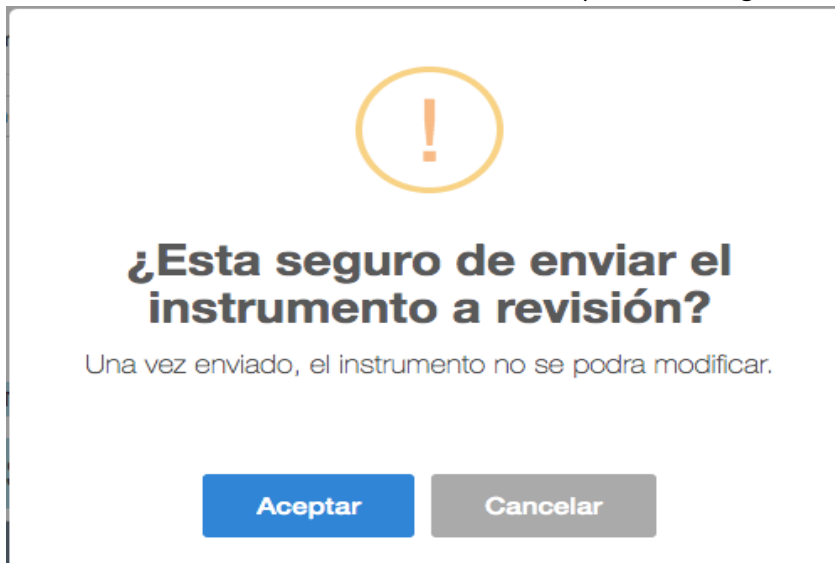 !
¿Esta seguro de enviar el
instrumento a revisión?
Una vez enviado, el instrumento no se podra modificar.
Aceptar
Cancelar